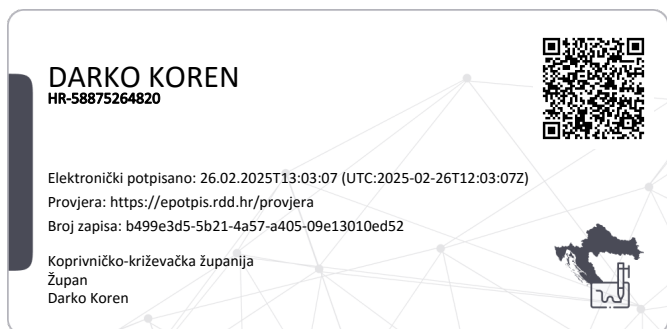 DARKO KOREN
HR-58875264820
Elektronički potpisano: 26.02.2025T13:03:07 (UTC:2025-02-26T12:03:07Z)
Provjera: https://epotpis.rdd.hr/provjera
Broj zapisa: b499e3d5-5b21-4a57-a405-09e13010ed52
Koprivničko-križevačka županija
Župan
Darko Koren